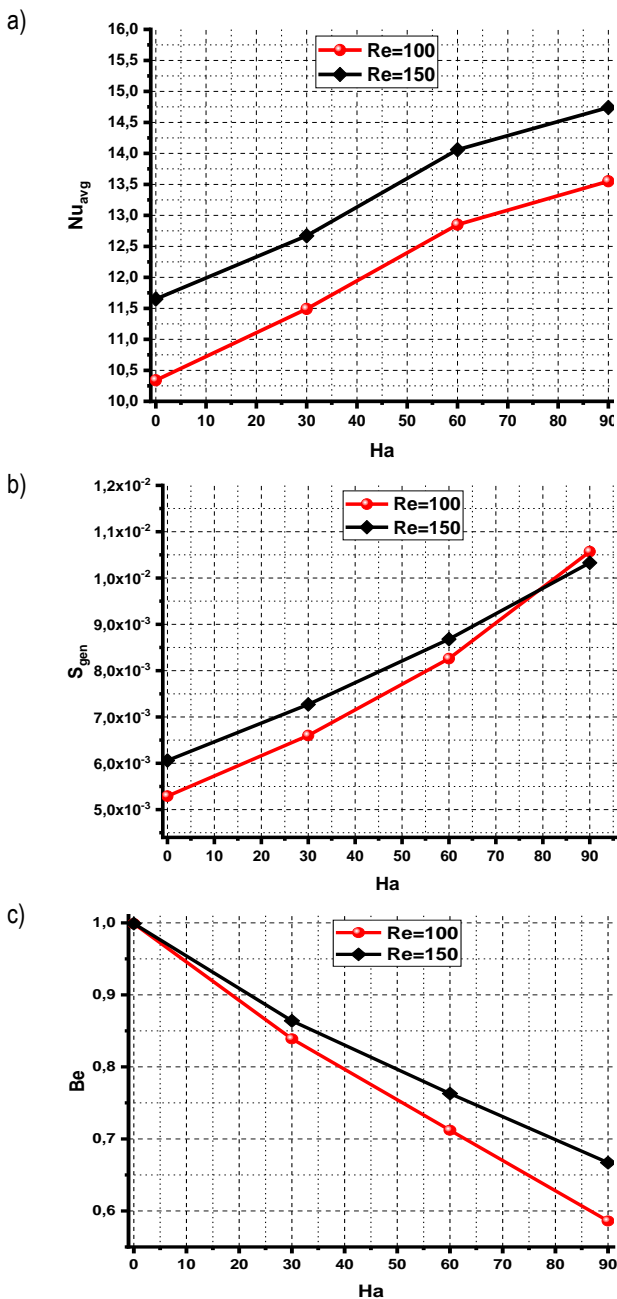 a)
16,0
15,5
15,0
14,5
14,0
13,5
13,0
12,5
12,0
11,5
11,0
10,5
10,0
Nu_avg
Re=100
Re=150
0 10 20 30 40 50 60 70 80 90
Ha
b)
1,2x10⁻²
1,1x10⁻²
1,0x10⁻²
9,0x10⁻³
8,0x10⁻³
7,0x10⁻³
6,0x10⁻³
5,0x10⁻³
S_gen
Re=100
Re=150
0 10 20 30 40 50 60 70 80 90
Ha
c)
1,0
0,9
0,8
0,7
0,6
Be
Re=100
Re=150
0 10 20 30 40 50 60 70 80 90
Ha